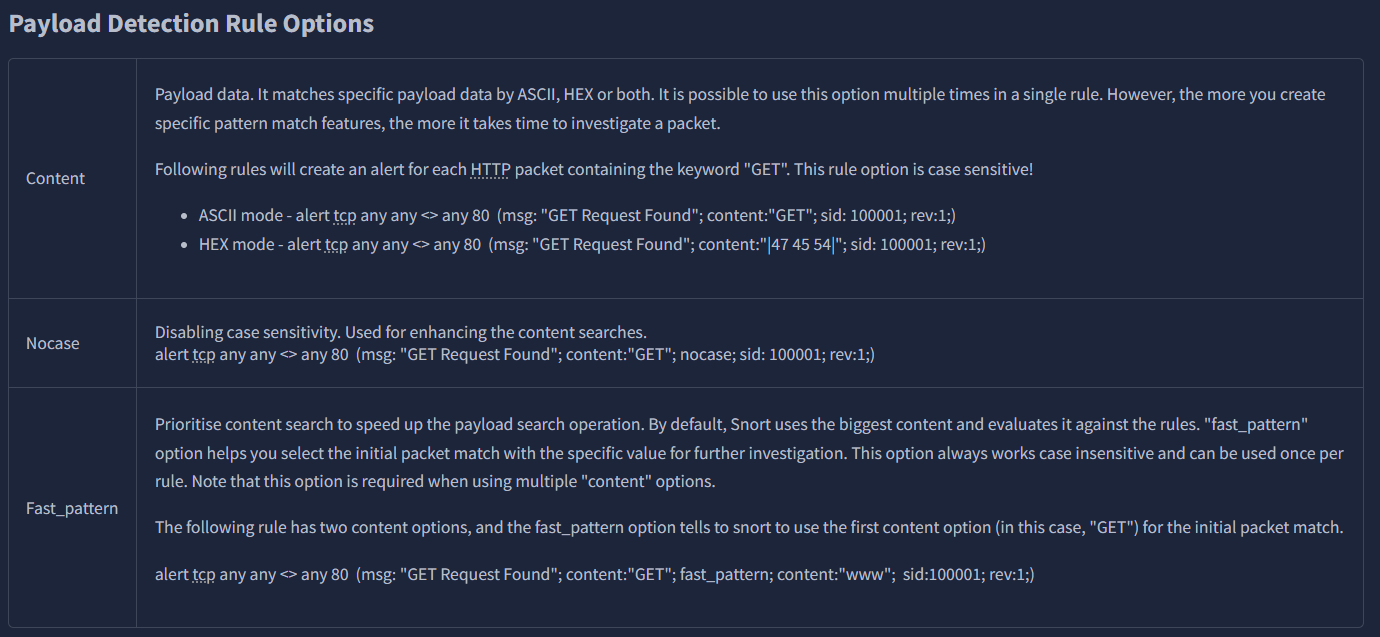 Payload Detection Rule Options
Content
Payload data. It matches specific payload data by ASCII, HEX or both. It is possible to use this option multiple times in a single rule. However, the more you create
specific pattern match features, the more it takes time to investigate a packet.
Following rules will create an alert for each HTTP packet containing the keyword "GET". This rule option is case sensitive!
• ASCII mode - alert tcp any any <> any 80  (msg: "GET Request Found"; content:"GET"; sid: 100001; rev:1;)
• HEX mode - alert tcp any any <> any 80  (msg: "GET Request Found"; content:"|47 45 54|"; sid: 100001; rev:1;)
Nocase
Disabling case sensitivity. Used for enhancing the content searches.
alert tcp any any <> any 80  (msg: "GET Request Found"; content:"GET"; nocase; sid: 100001; rev:1;)
Fast_pattern
Prioritise content search to speed up the payload search operation. By default, Snort uses the biggest content and evaluates it against the rules. "fast_pattern"
option helps you select the initial packet match with the specific value for further investigation. This option always works case insensitive and can be used once per
rule. Note that this option is required when using multiple "content" options.
The following rule has two content options, and the fast_pattern option tells to snort to use the first content option (in this case, "GET") for the initial packet match.
alert tcp any any <> any 80  (msg: "GET Request Found"; content:"GET"; fast_pattern; content:"www";  sid:100001; rev:1;)